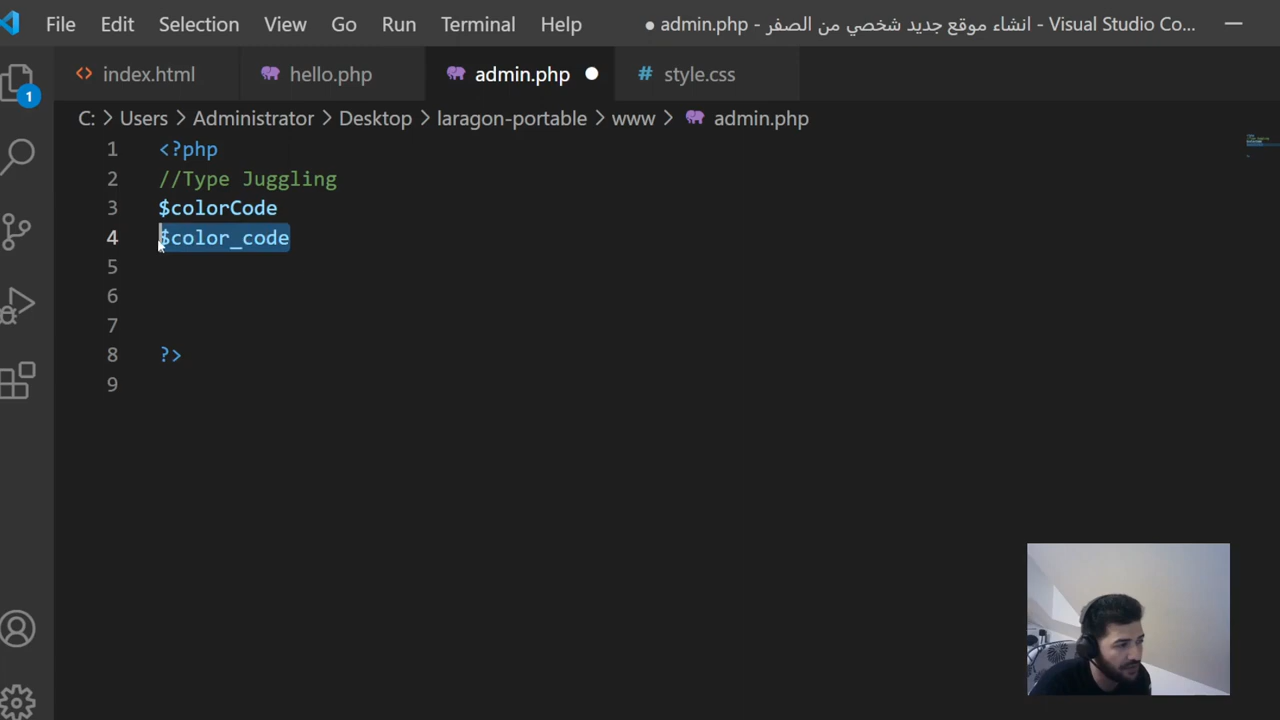 File Edit Selection View Go Run Terminal Help ● admin.php - انشاء موقع جديد شخصي من الصفر - Visual Studio Co...
index.html hello.php admin.php style.css
1
C: > Users > Administrator > Desktop > laragon-portable > www > admin.php
1 <?php
2 //Type Juggling
3 $colorCode
4 $color_code
5
6
7
8 ?>
9